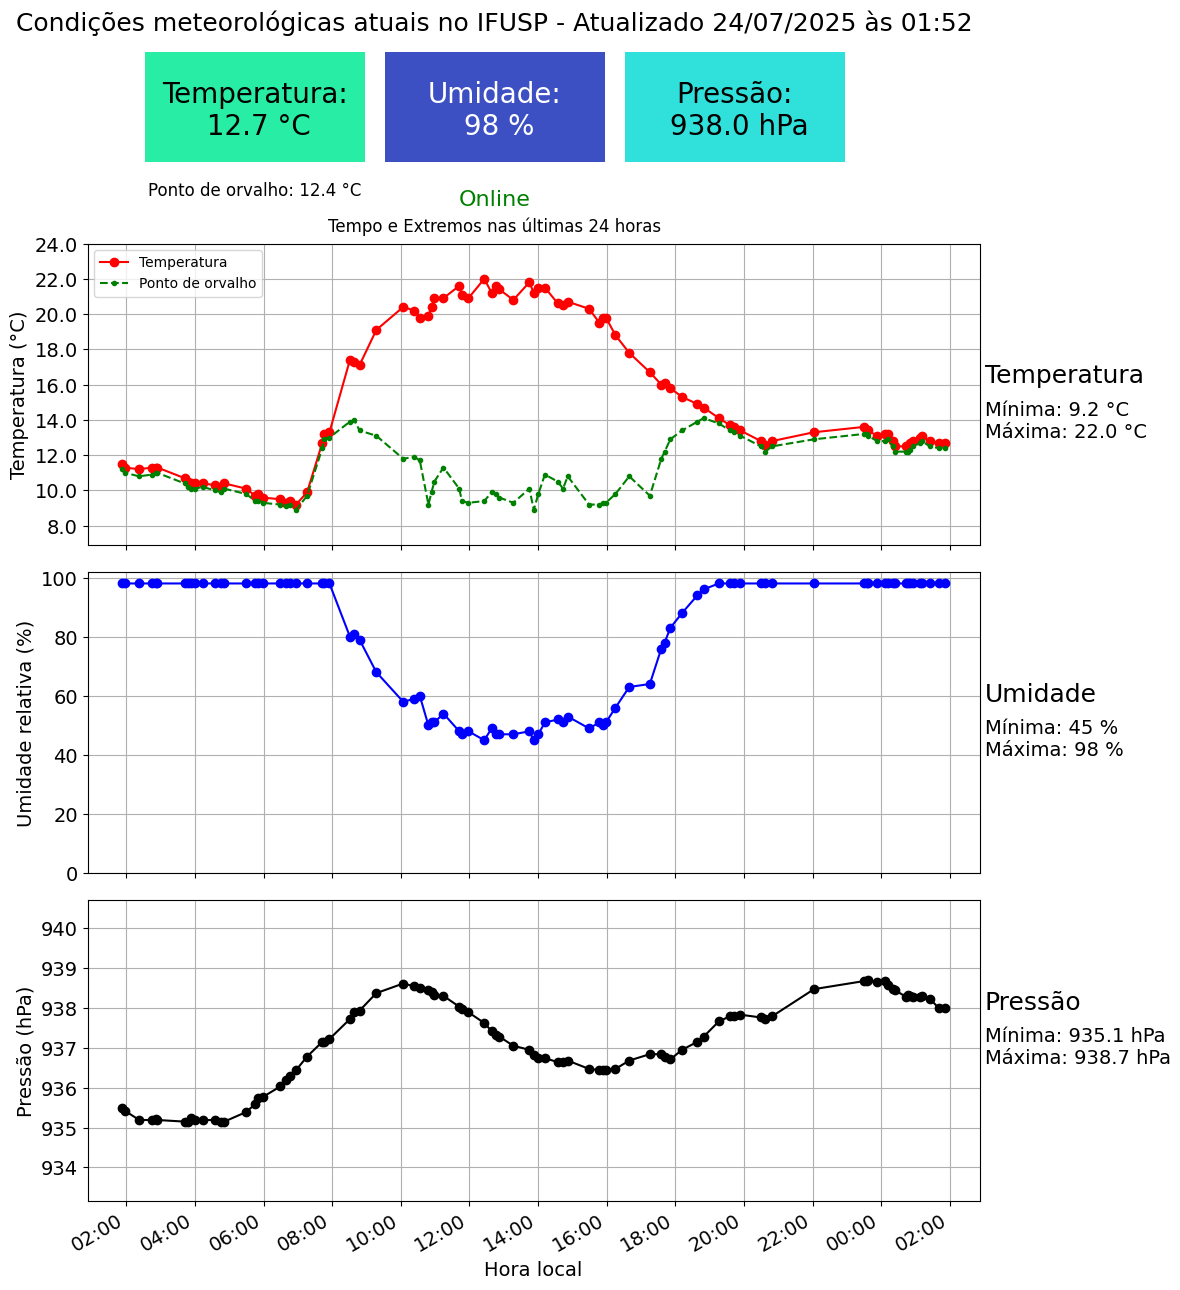 Condições meteorológicas atuais no IFUSP - Atualizado 24/07/2025 às 01:52
Temperatura:
12.7 °C
Umidade:
98 %
Pressão:
938.0 hPa
Ponto de orvalho: 12.4 °C
Online
Tempo e Extremos nas últimas 24 horas
Temperatura (°C)
24.0
22.0
20.0
18.0
16.0
14.0
12.0
10.0
8.0
Temperatura
Ponto de orvalho
Temperatura
Mínima: 9.2 °C
Máxima: 22.0 °C
Umidade relativa (%)
100
80
60
40
20
0
Umidade
Mínima: 45 %
Máxima: 98 %
Pressão (hPa)
940
939
938
937
936
935
934
Pressão
Mínima: 935.1 hPa
Máxima: 938.7 hPa
02:00
04:00
06:00
08:00
10:00
12:00
14:00
16:00
18:00
20:00
22:00
00:00
02:00
Hora local